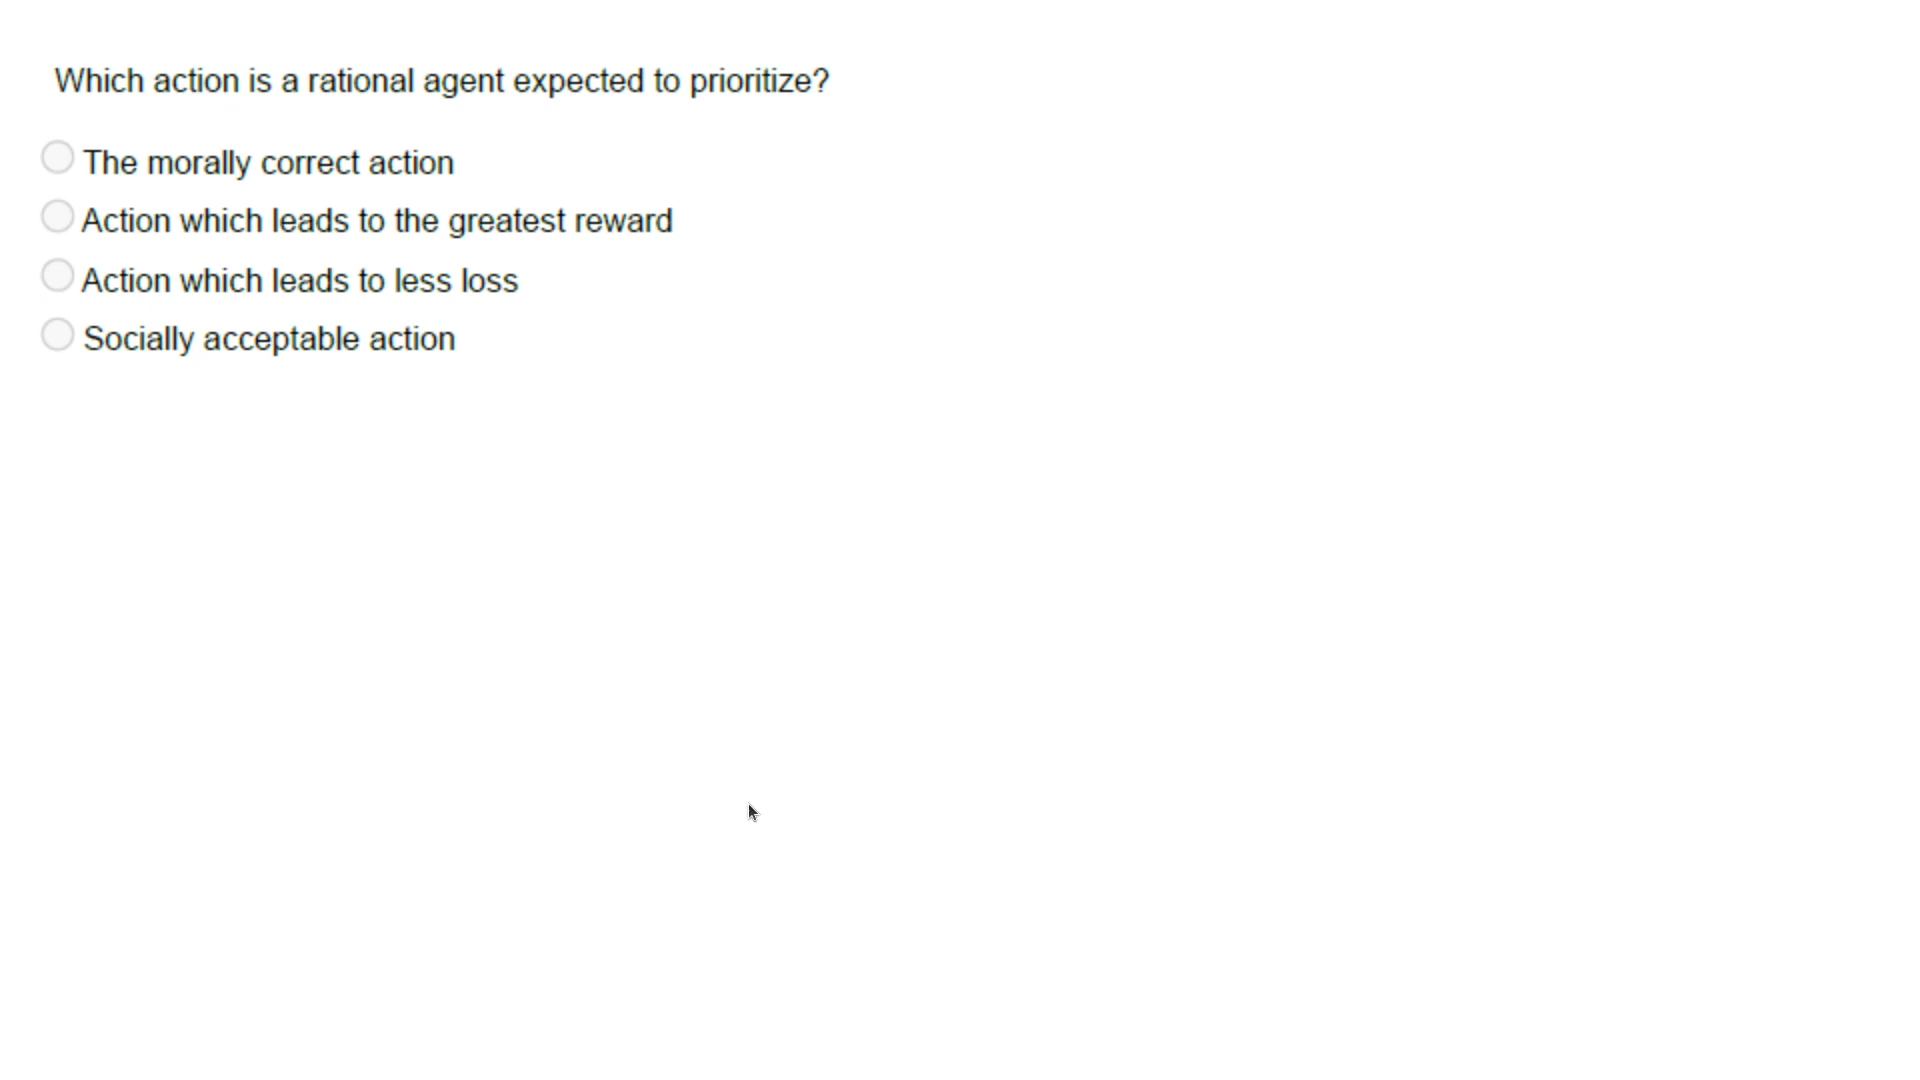 Which action is a rational agent expected to prioritize?
The morally correct action
Action which leads to the greatest reward
Action which leads to less loss
Socially acceptable action